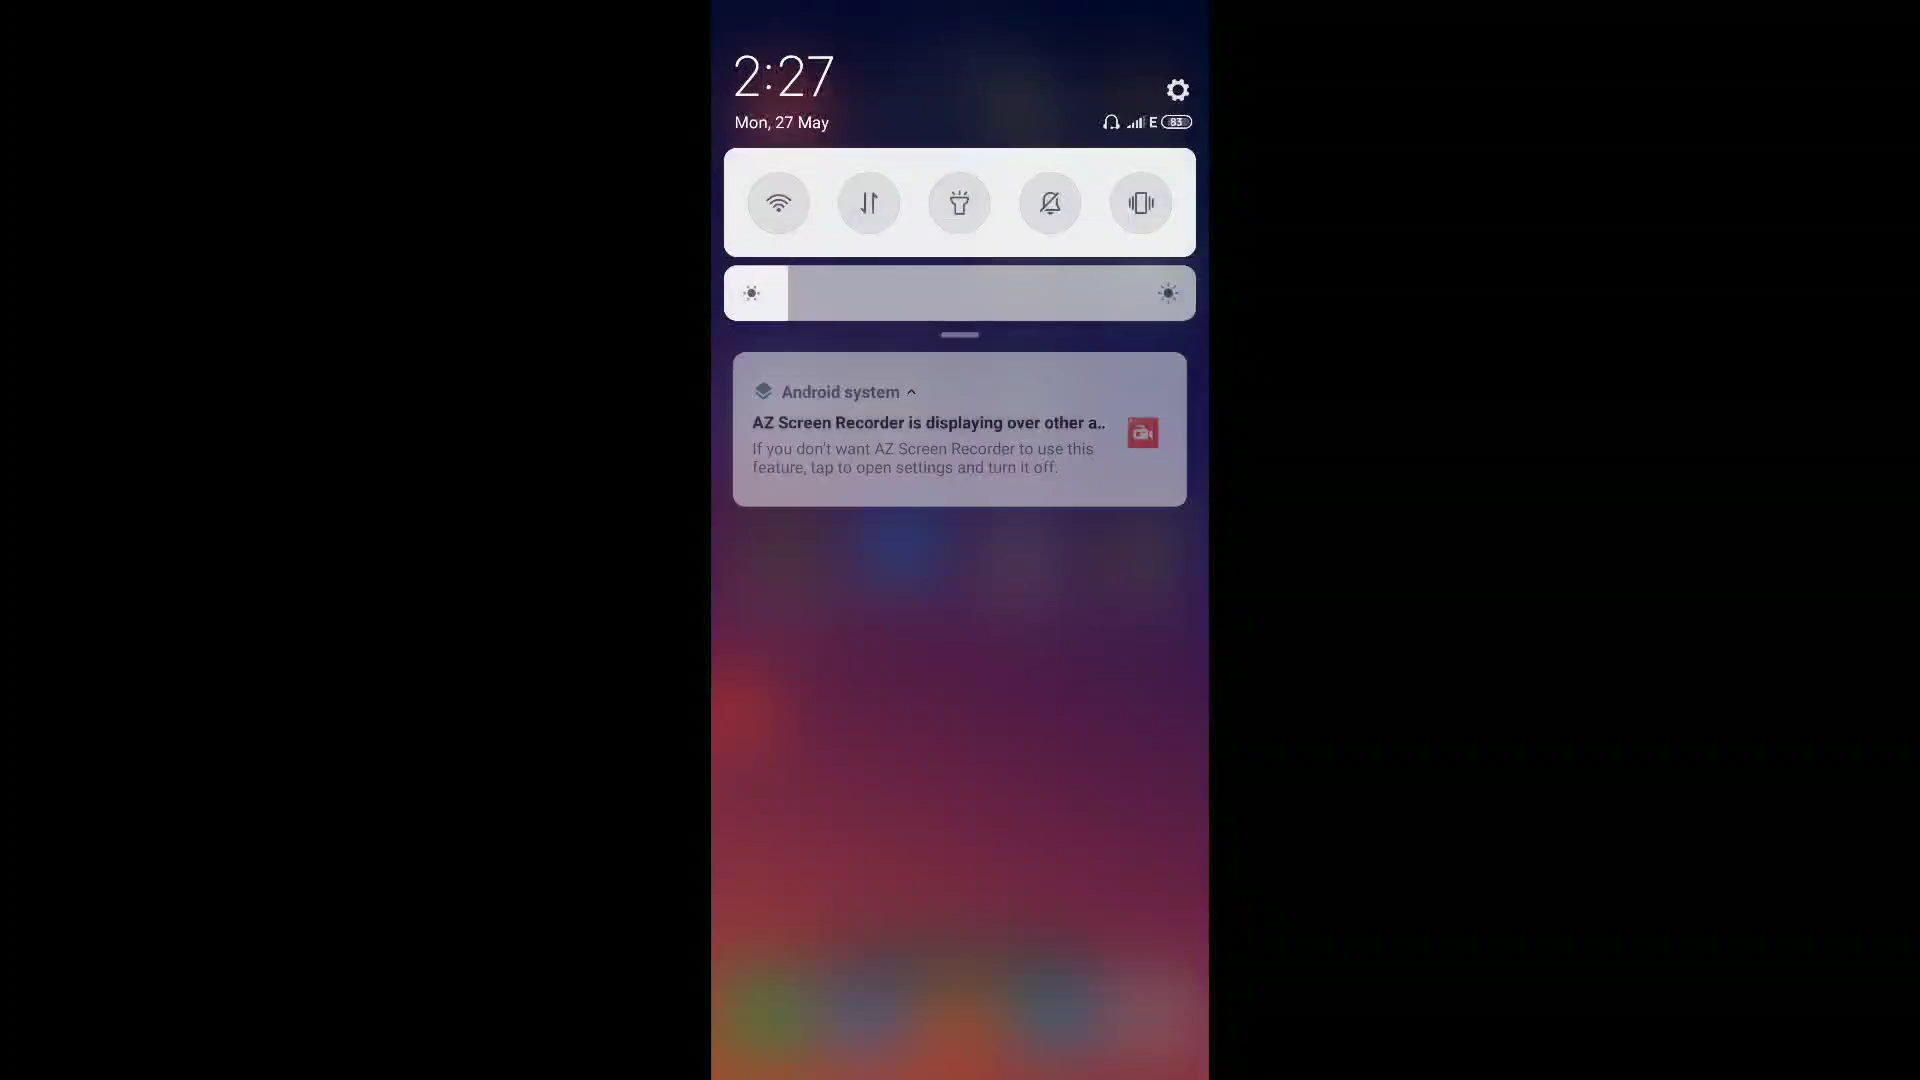 2:27
Mon, 27 May
E 83
Android system
AZ Screen Recorder is displaying over other a..
If you don't want AZ Screen Recorder to use this
feature, tap to open settings and turn it off.